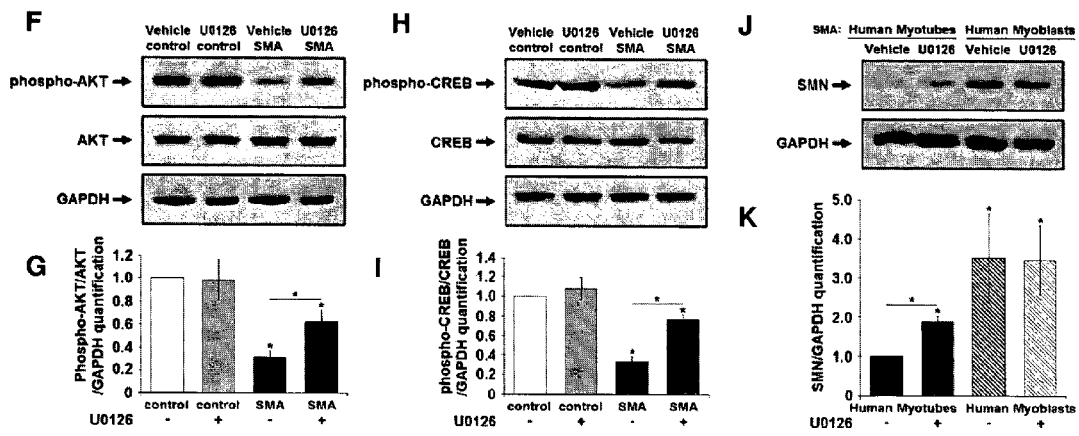 F
Vehicle control U0126 control Vehicle SMA U0126 SMA
phospho-AKT
AKT
GAPDH
G
Phospho-AKT/AKT
/GAPDH quantification
1.2
1.0
0.8
0.6
0.4
0.2
0
*
*
*
control control SMA SMA
U0126 - + - +
H
Vehicle control U0126 control Vehicle SMA U0126 SMA
phospho-CREB
CREB
GAPDH
I
phospho-CREB/CREB
/GAPDH quantification
1.4
1.2
1.0
0.8
0.6
0.4
0.2
0
*
*
*
control control SMA SMA
U0126 - + - +
J
SMA: Human Myotubes Human Myoblasts
Vehicle U0126 Vehicle U0126
SMN
GAPDH
K
SMN/GAPDH quantification
5.0
4.0
3.0
2.0
1.0
0
*
*
*
*
Human Myotubes Human Myoblasts
U0126 - + - +